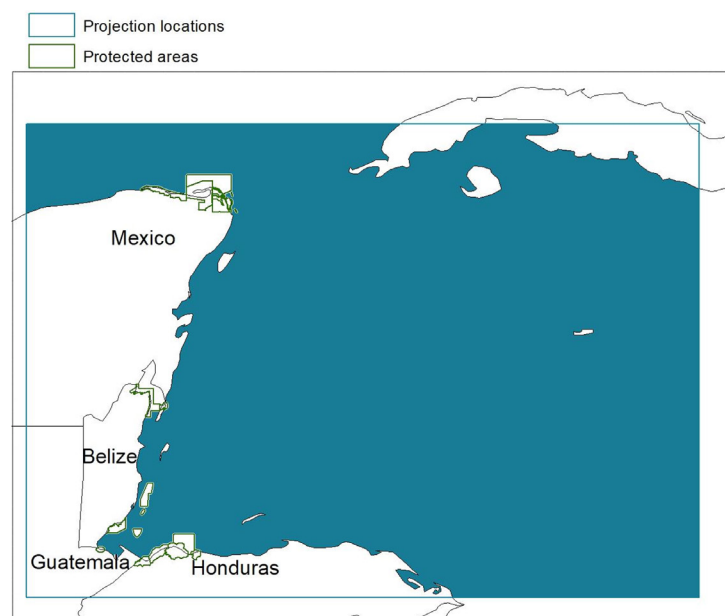 Projection locations
Protected areas
Mexico
Belize
Guatemala
Honduras